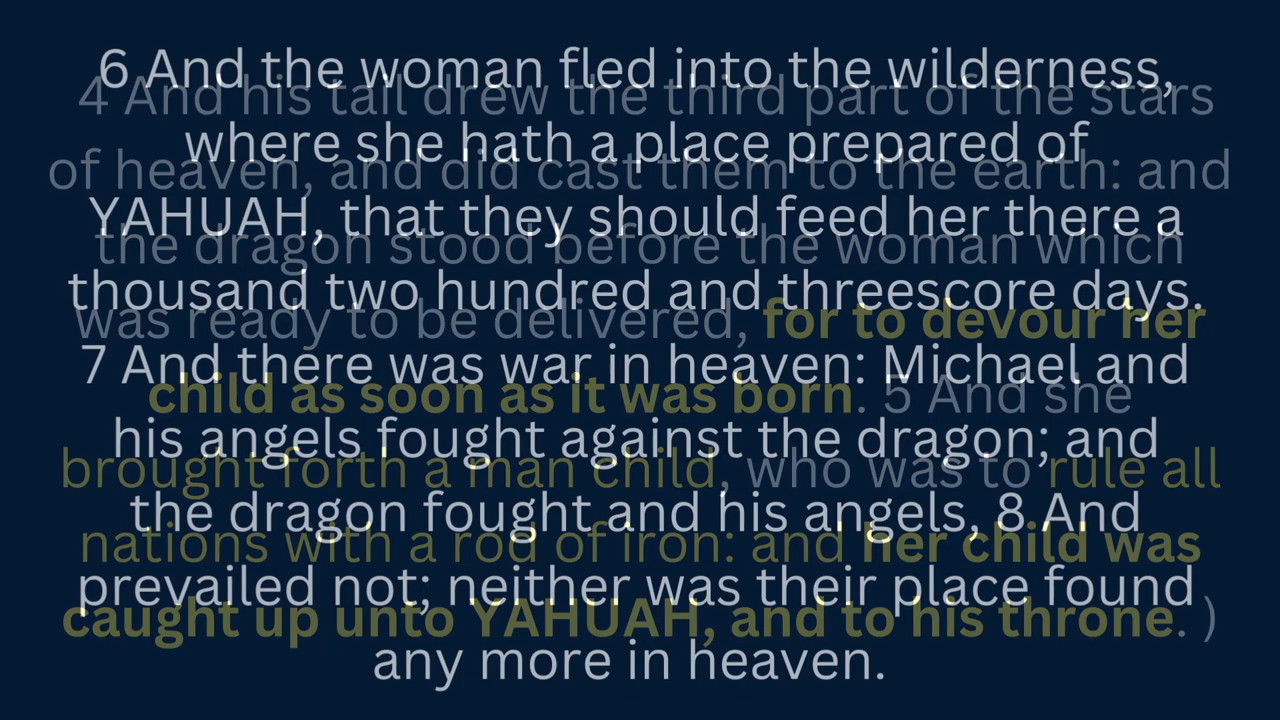 6 And the woman fled into the wilderness,
where she hath a place prepared of
YAHUAH, that they should feed her there a
thousand two hundred and threescore days.
7 And there was war in heaven: Michael and
his angels fought against the dragon; and
the dragon fought and his angels, 8 And
prevailed not; neither was their place found
any more in heaven.
4 And his tail drew the third part of the stars
of heaven, and did cast them to the earth: and
the dragon stood before the woman which
was ready to be delivered, for to devour her
child as soon as it was born. 5 And she
brought forth a man child, who was to rule all
nations with a rod of iron: and her child was
caught up unto YAHUAH, and to his throne. )